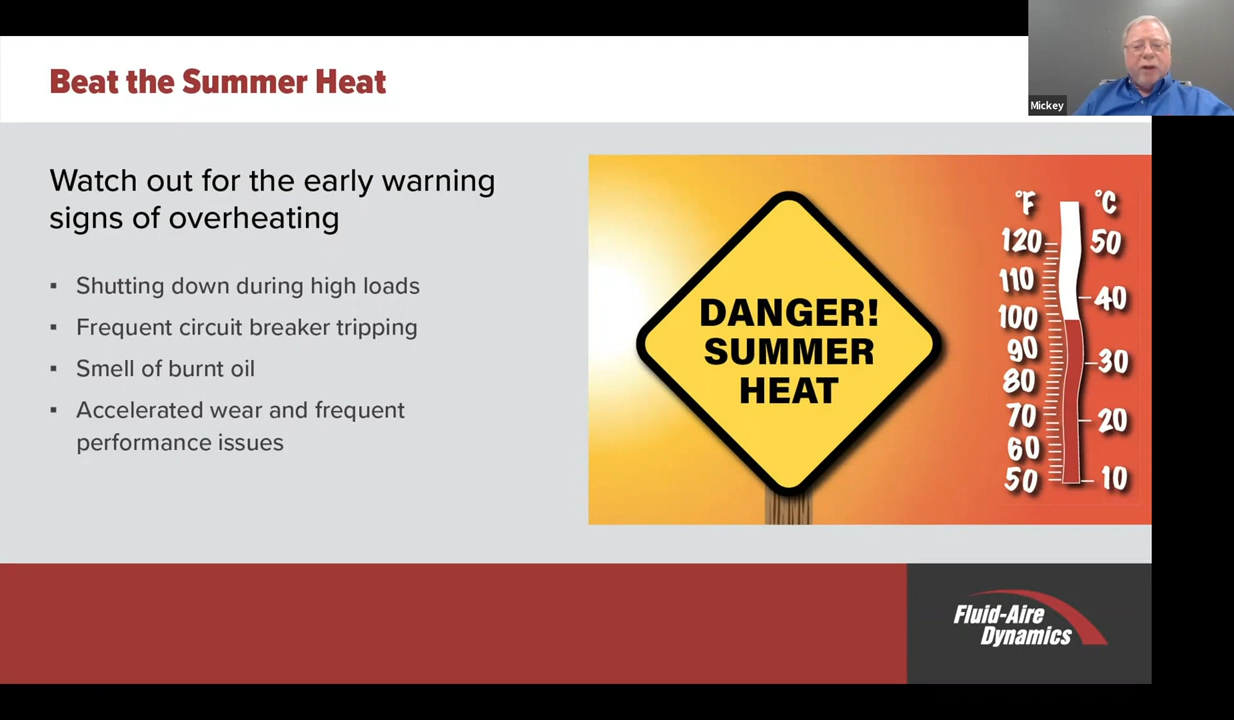 Beat the Summer Heat
Mickey
Watch out for the early warning
signs of overheating
▪ Shutting down during high loads
▪ Frequent circuit breaker tripping
▪ Smell of burnt oil
▪ Accelerated wear and frequent
performance issues
DANGER!
SUMMER
HEAT
°F °C
120 50
110
100 40
90
80 30
70
60 20
50 10
Fluid-Aire
Dynamics